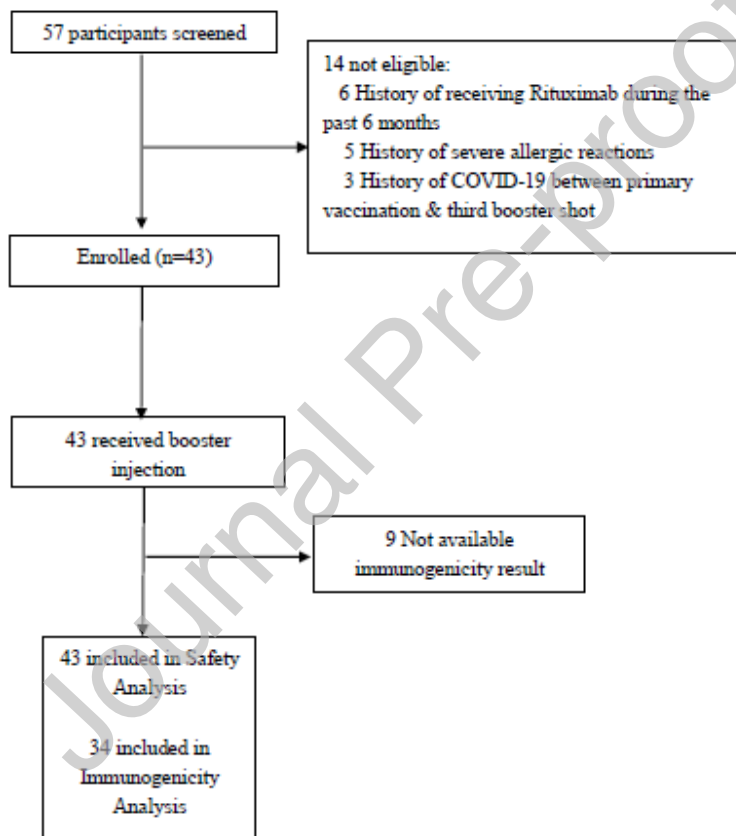 57 participants screened
14 not eligible:
6 History of receiving Rituximab during the
past 6 months
5 History of severe allergic reactions
3 History of COVID-19 between primary
vaccination & third booster shot
Enrolled (n=43)
43 received booster
injection
9 Not available
immunogenicity result
43 included in Safety
Analysis
34 included in
Immunogenicity
Analysis
Journal Pre-proof